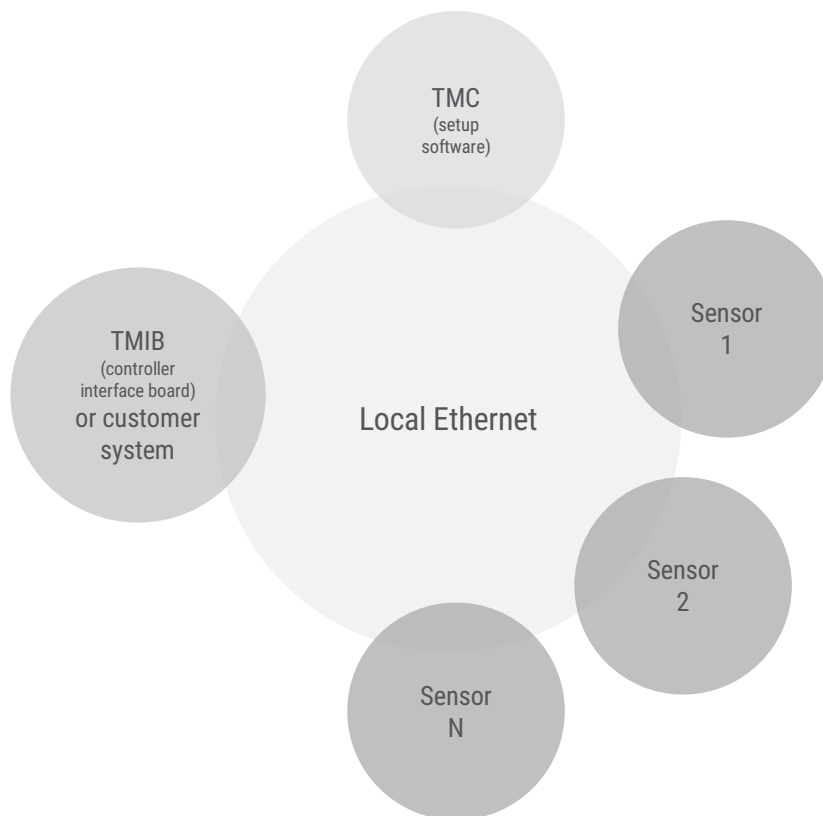 TMC
(setup
software)
Sensor
1
TMIB
(controller
interface board)
or customer
system
Local Ethernet
Sensor
2
Sensor
N